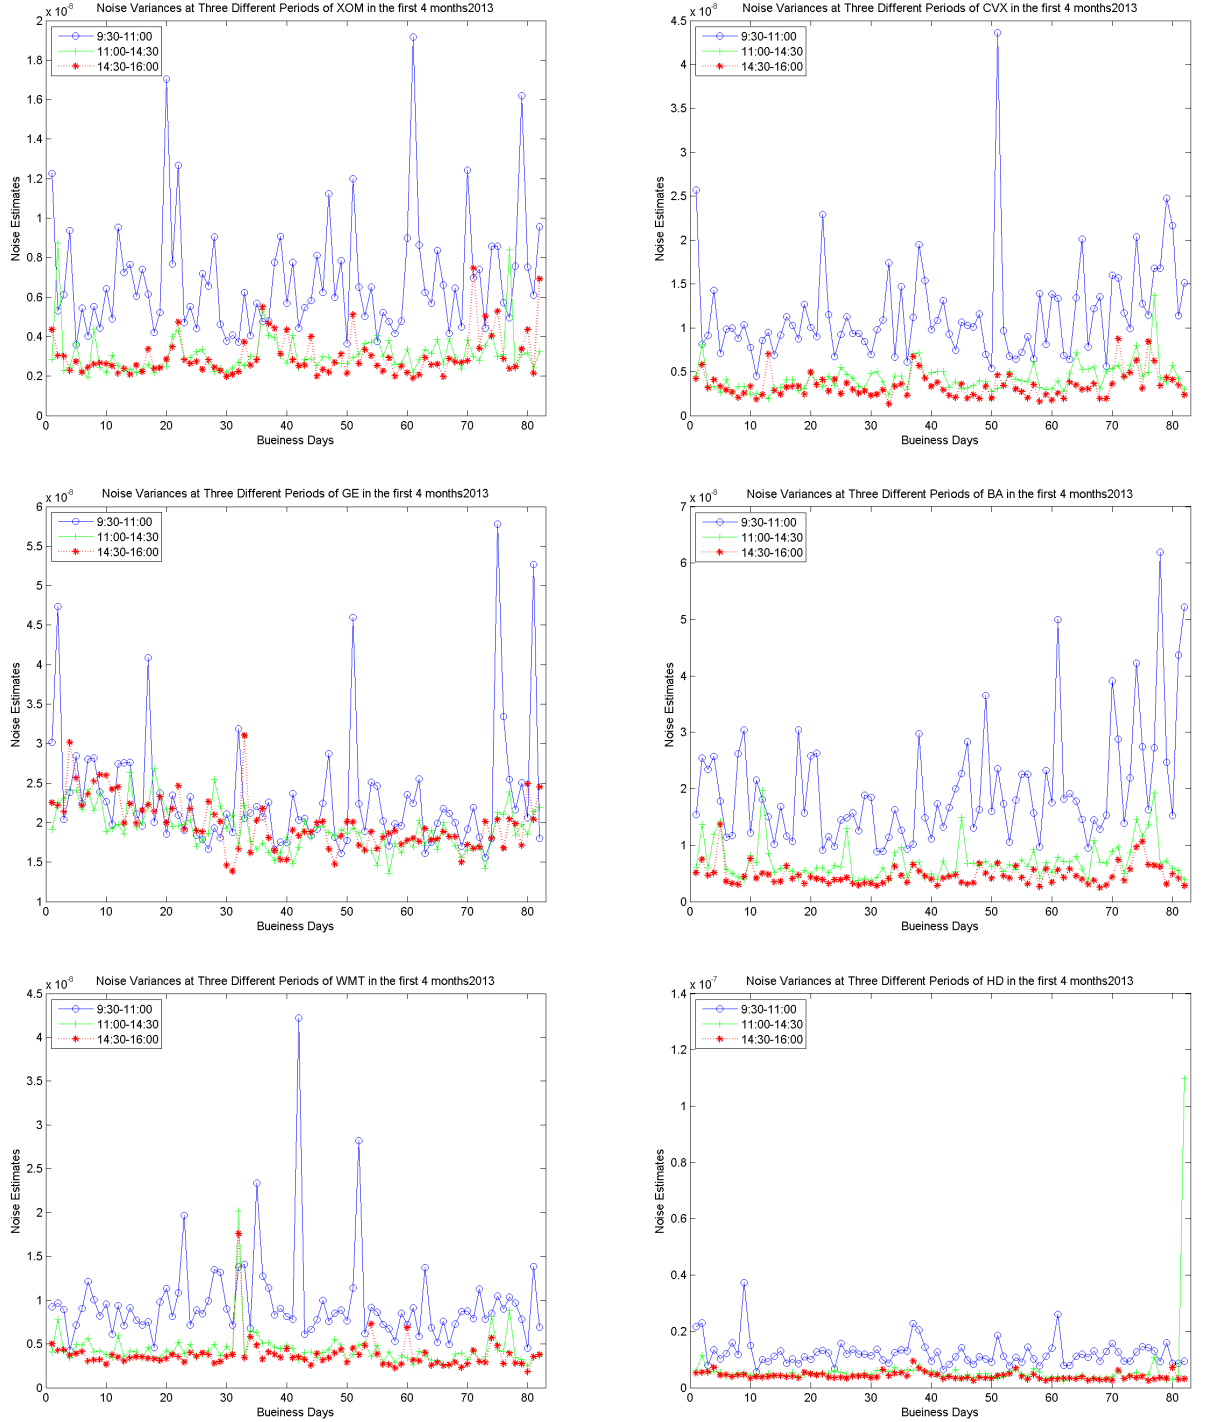 Noise Variances at Three Different Periods of XOM in the first 4 months2013
x 10-8
9:30-11:00
11:00-14:30
14:30-16:00
Noise Estimates
2
1.8
1.6
1.4
1.2
1
0.8
0.6
0.4
0.2
0
0 10 20 30 40 50 60 70 80
Bueiness Days
Noise Variances at Three Different Periods of CVX in the first 4 months2013
x 10-8
9:30-11:00
11:00-14:30
14:30-16:00
Noise Estimates
4.5
4
3.5
3
2.5
2
1.5
1
0.5
0
0 10 20 30 40 50 60 70 80
Bueiness Days
Noise Variances at Three Different Periods of GE in the first 4 months2013
x 10-8
9:30-11:00
11:00-14:30
14:30-16:00
Noise Estimates
6
5.5
5
4.5
4
3.5
3
2.5
2
1.5
1
0 10 20 30 40 50 60 70 80
Bueiness Days
Noise Variances at Three Different Periods of BA in the first 4 months2013
x 10-8
9:30-11:00
11:00-14:30
14:30-16:00
Noise Estimates
7
6
5
4
3
2
1
0
0 10 20 30 40 50 60 70 80
Bueiness Days
Noise Variances at Three Different Periods of WMT in the first 4 months2013
x 10-8
9:30-11:00
11:00-14:30
14:30-16:00
Noise Estimates
4.5
4
3.5
3
2.5
2
1.5
1
0.5
0
0 10 20 30 40 50 60 70 80
Bueiness Days
Noise Variances at Three Different Periods of HD in the first 4 months2013
x 10-7
9:30-11:00
11:00-14:30
14:30-16:00
Noise Estimates
1.4
1.2
1
0.8
0.6
0.4
0.2
0
0 10 20 30 40 50 60 70 80
Bueiness Days